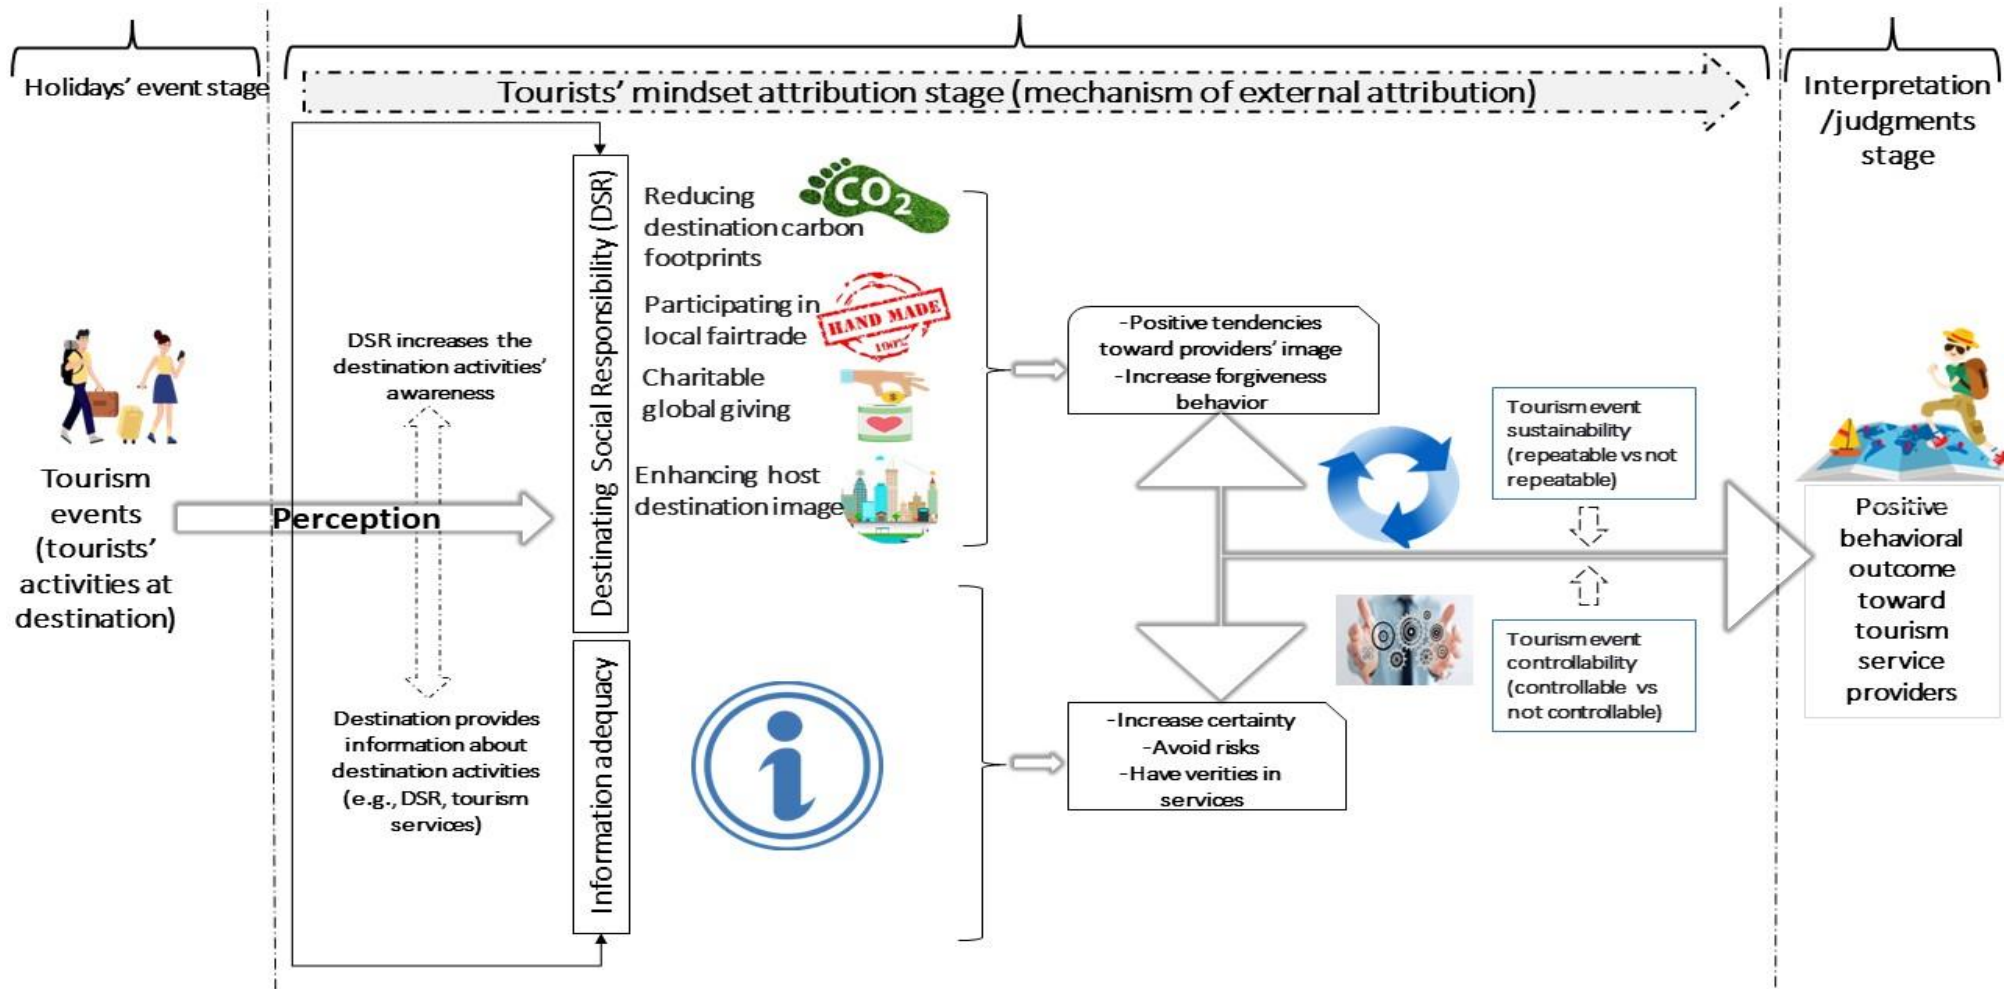 Holidays' event stage
Tourists' mindset attribution stage (mechanism of external attribution)
Interpretation
/judgments
stage
Tourism
events
(tourists'
activities at
destination)
Perception
DSR increases the
destination activities'
awareness
Destination provides
information about
destination activities
(e.g., DSR, tourism
services)
Destinating Social Responsibility (DSR)
Information adequacy
Reducing
destination carbon
footprints
CO2
Participating in
local fairtrade
HAND MADE
100%
Charitable
global giving
$
Enhancing host
destination image
i
-Positive tendencies
toward providers' image
-Increase forgiveness
behavior
-Increase certainty
-Avoid risks
-Have verities in
services
Tourism event
sustainability
(repeatable vs not
repeatable)
Tourism event
controllability
(controllable vs
not controllable)
Positive
behavioral
outcome
toward
tourism
service
providers